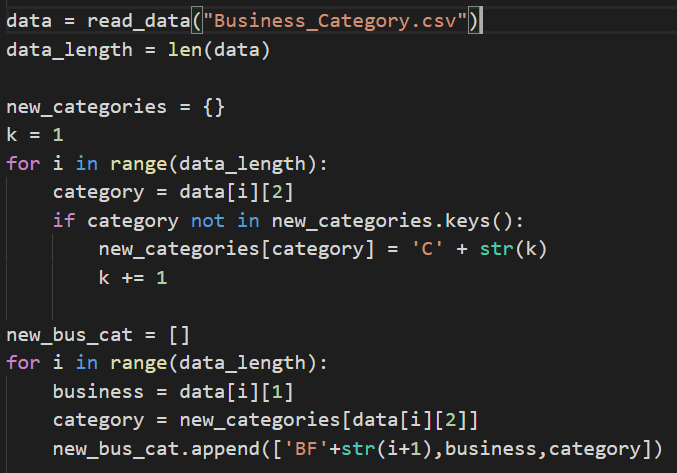 data = read_data("Business_Category.csv")
data_length = len(data)

new_categories = {}
k = 1
for i in range(data_length):
    category = data[i][2]
    if category not in new_categories.keys():
        new_categories[category] = 'C' + str(k)
        k += 1

new_bus_cat = []
for i in range(data_length):
    business = data[i][1]
    category = new_categories[data[i][2]]
    new_bus_cat.append(['BF'+str(i+1),business,category])